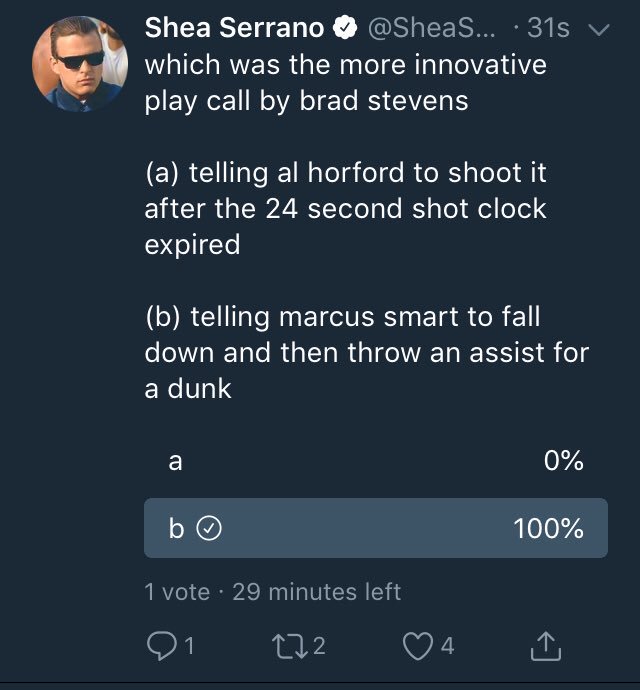 Shea Serrano @SheaS... · 31s
which was the more innovative
play call by brad stevens
(a) telling al horford to shoot it
after the 24 second shot clock
expired
(b) telling marcus smart to fall
down and then throw an assist for
a dunk
a 0%
b 100%
1 vote · 29 minutes left
1 2 4